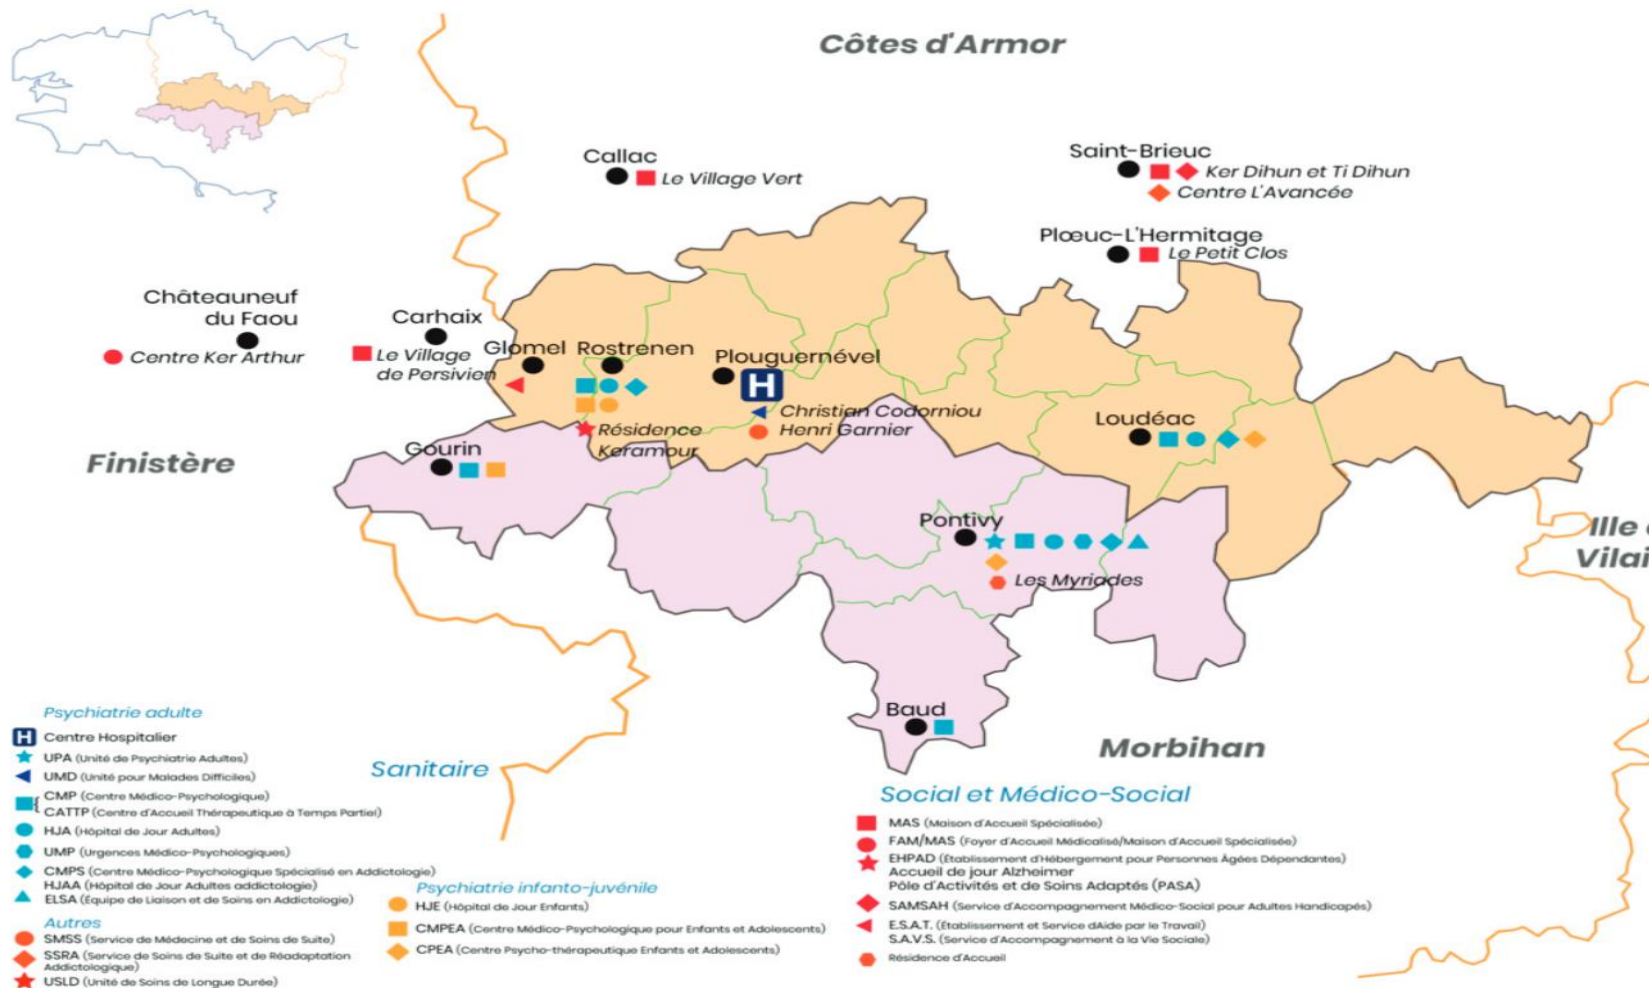 Côtes d'Armor
Callac
Le Village Vert
Saint-Brieuc
Ker Dihun et Ti Dihun
Centre L'Avancée
Plœuc-L'Hermitage
Le Petit Clos
Châteauneuf
du Faou
Centre Ker Arthur
Carhaix
Le Village
de Persivien
Glomel
Rostrenen
Plouguernével
H
Christian Codorniou
Henri Garnier
Résidence
Keramour
Loudéac
Finistère
Gourin
Pontivy
Les Myriades
Ille
Vilai
Baud
Morbihan
Psychiatrie adulte
H Centre Hospitalier
UPA (Unité de Psychiatrie Adultes)
UMD (Unité pour Malades Difficiles)
CMP (Centre Médico-Psychologique)
CATTP (Centre d'Accueil Thérapeutique à Temps Partiel)
HJA (Hôpital de Jour Adultes)
UMP (Urgences Médico-Psychologiques)
CMPS (Centre Médico-Psychologique Spécialisé en Addictologie)
HJAA (Hôpital de Jour Adultes addictologie)
ELSA (Équipe de Liaison et de Soins en Addictologie)
Autres
SMSS (Service de Médecine et de Soins de Suite)
SSRA (Service de Soins de Suite et de Réadaptation
Addictologique)
USLD (Unité de Soins de Longue Durée)
Sanitaire
Psychiatrie infanto-juvénile
HJE (Hôpital de Jour Enfants)
CMPEA (Centre Médico-Psychologique pour Enfants et Adolescents)
CPEA (Centre Psycho-thérapeutique Enfants et Adolescents)
Social et Médico-Social
MAS (Maison d'Accueil Spécialisée)
FAM/MAS (Foyer d'Accueil Médicalisé/Maison d'Accueil Spécialisée)
EHPAD (Établissement d'Hébergement pour Personnes Âgées Dépendantes)
Accueil de jour Alzheimer
Pôle d'Activités et de Soins Adaptés (PASA)
SAMSAH (Service d'Accompagnement Médico-Social pour Adultes Handicapés)
E.S.A.T. (Établissement et Service dAide par le Travail)
S.A.V.S. (Service d'Accompagnement à la Vie Sociale)
Résidence d'Accueil